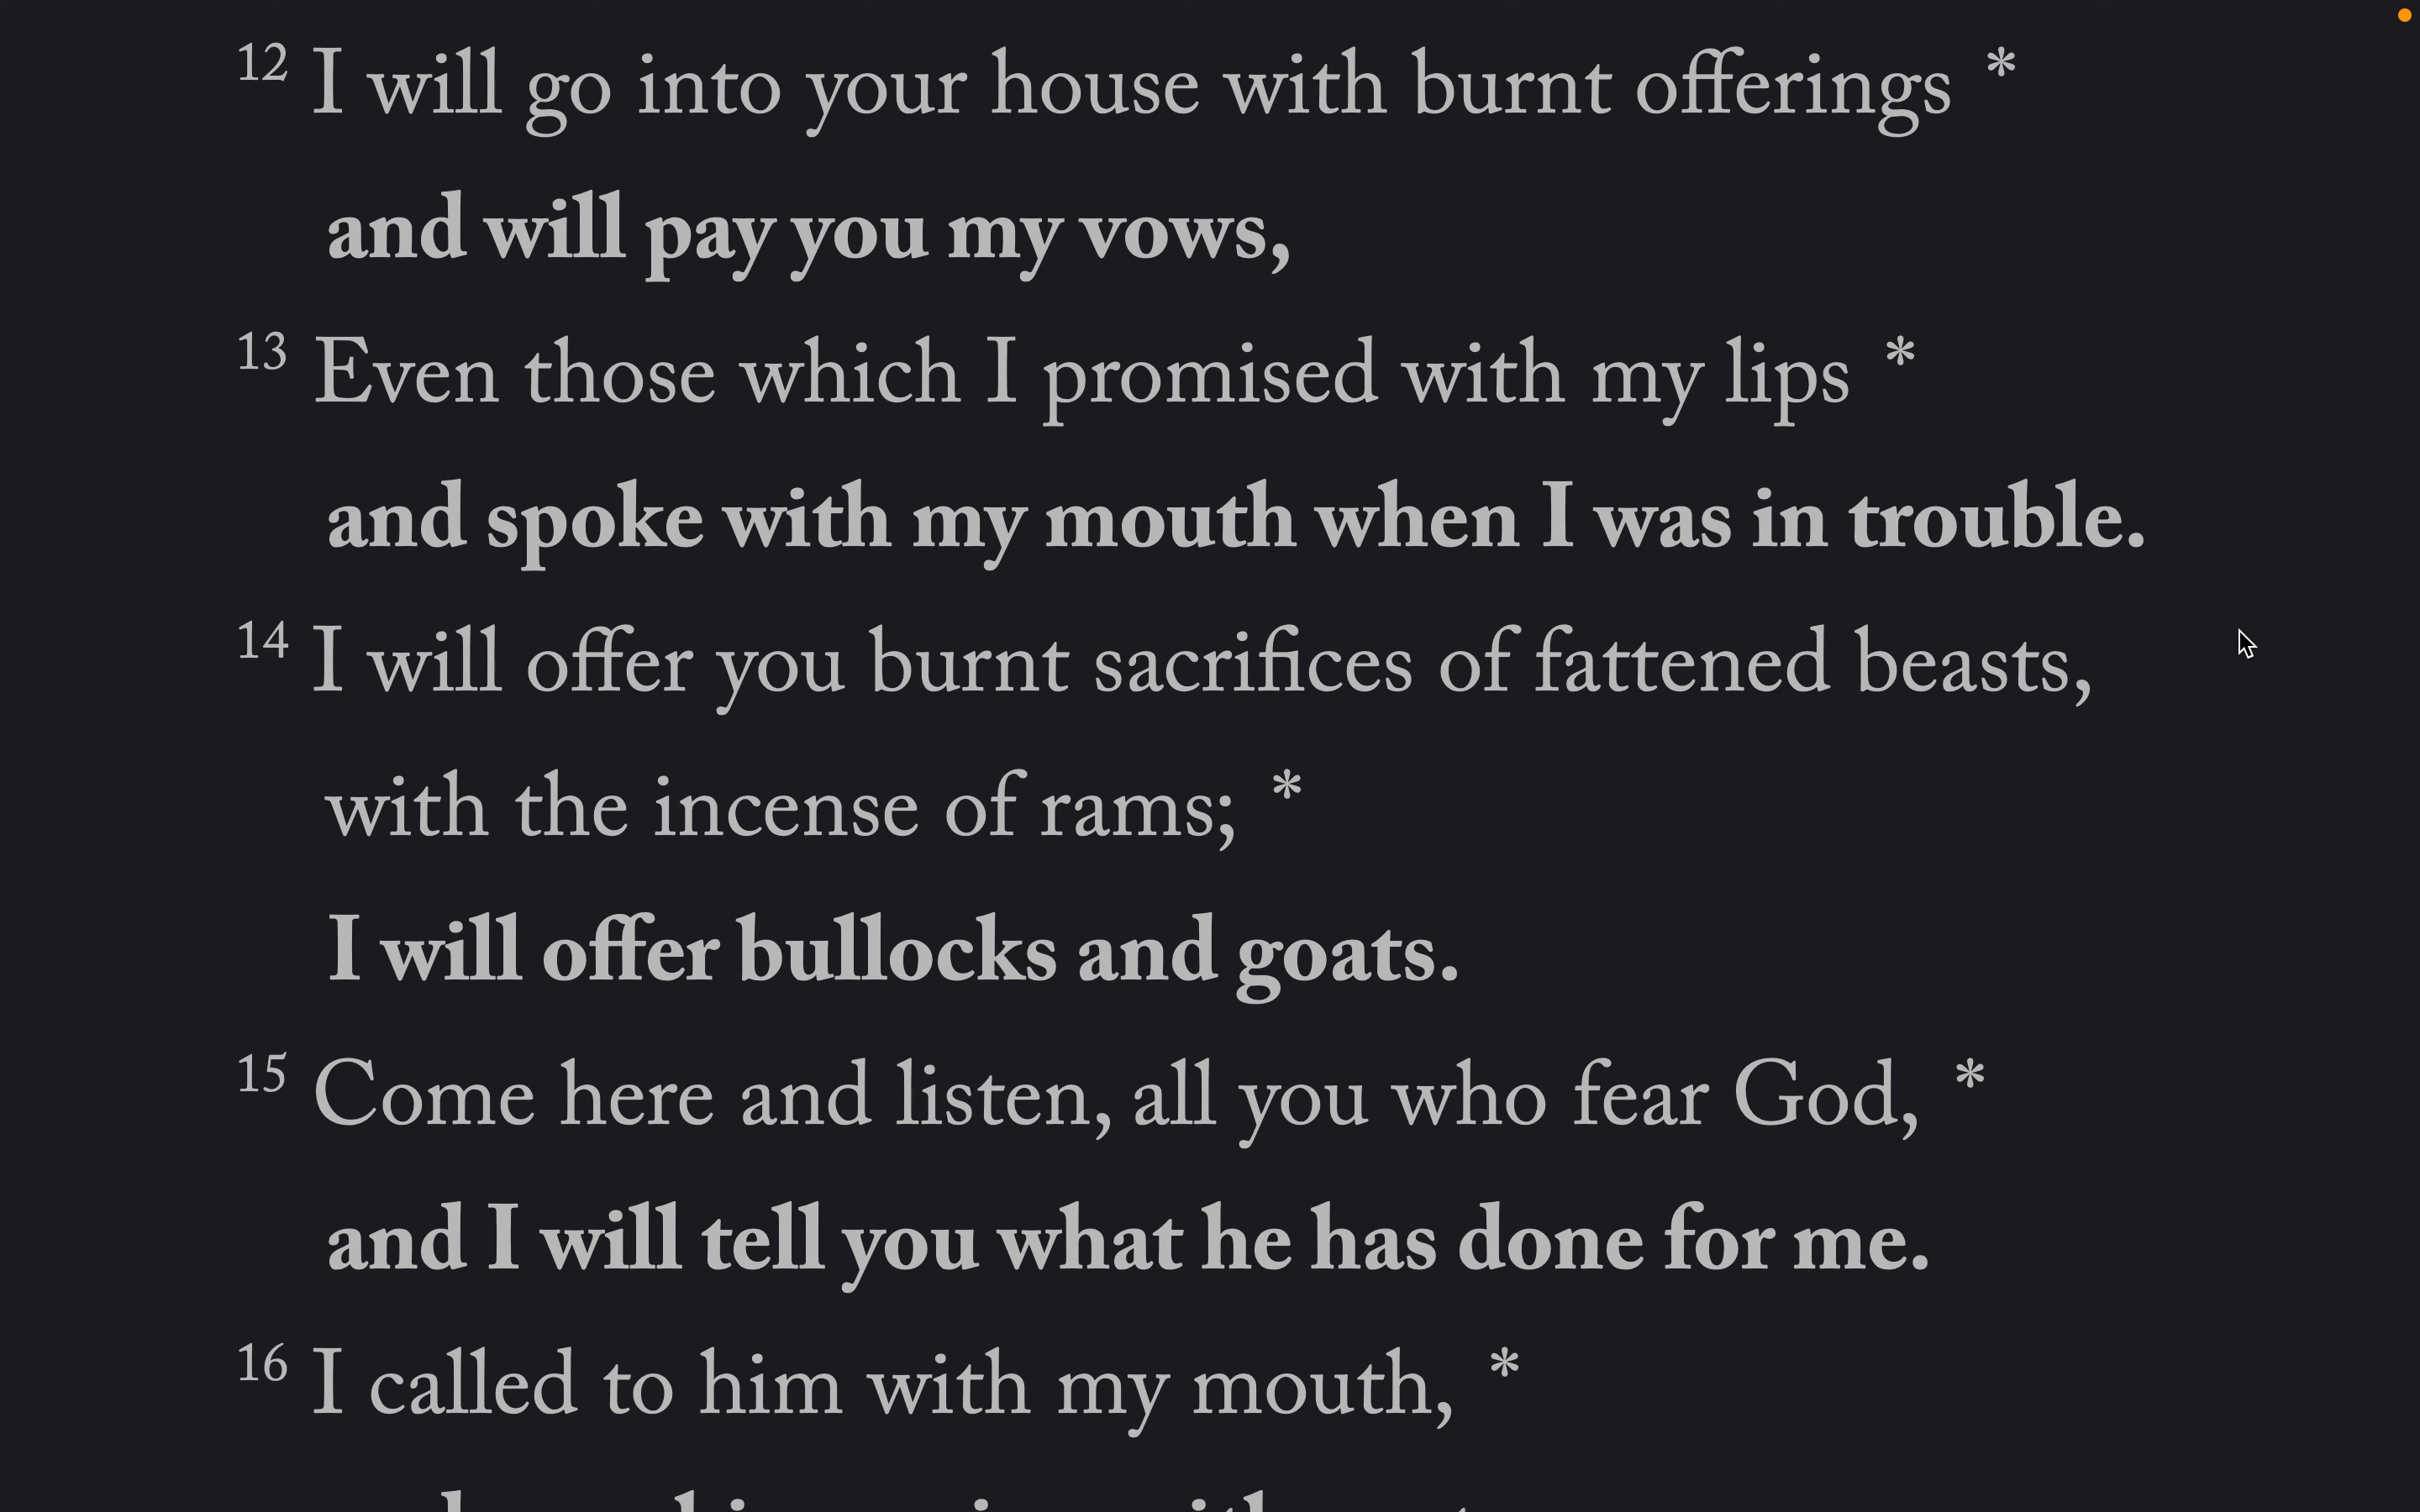 12 I will go into your house with burnt offerings *
and will pay you my vows,
13 Even those which I promised with my lips *
and spoke with my mouth when I was in trouble.
14 I will offer you burnt sacrifices of fattened beasts,
with the incense of rams; *
I will offer bullocks and goats.
15 Come here and listen, all you who fear God, *
and I will tell you what he has done for me.
16 I called to him with my mouth, *